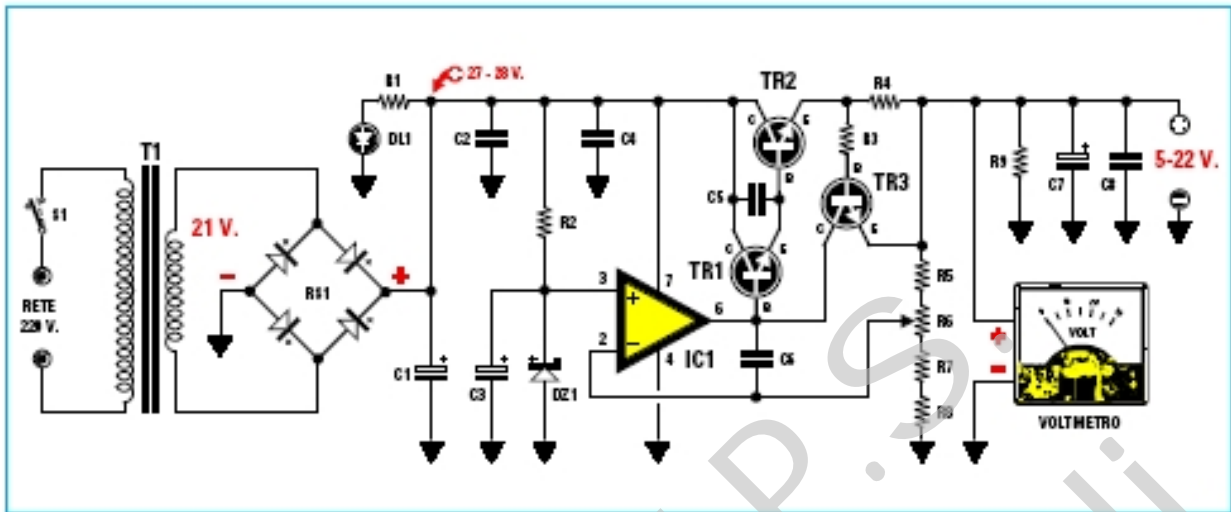 T1
S1
RETE
220 V.
21 V.
-
+
RS1
DL1
R1
27 - 28 V.
C1
C2
C3
R2
DZ1
C4
3
2
+
-
7
4
6
IC1
TR1
C
E
B
C5
TR2
C
E
B
C6
R3
TR3
B
C
E
R4
R5
R6
R7
R8
R9
C7
+
C8
5-22 V.
+
-
VOLT
+
-
VOLTMETRO
P.S.